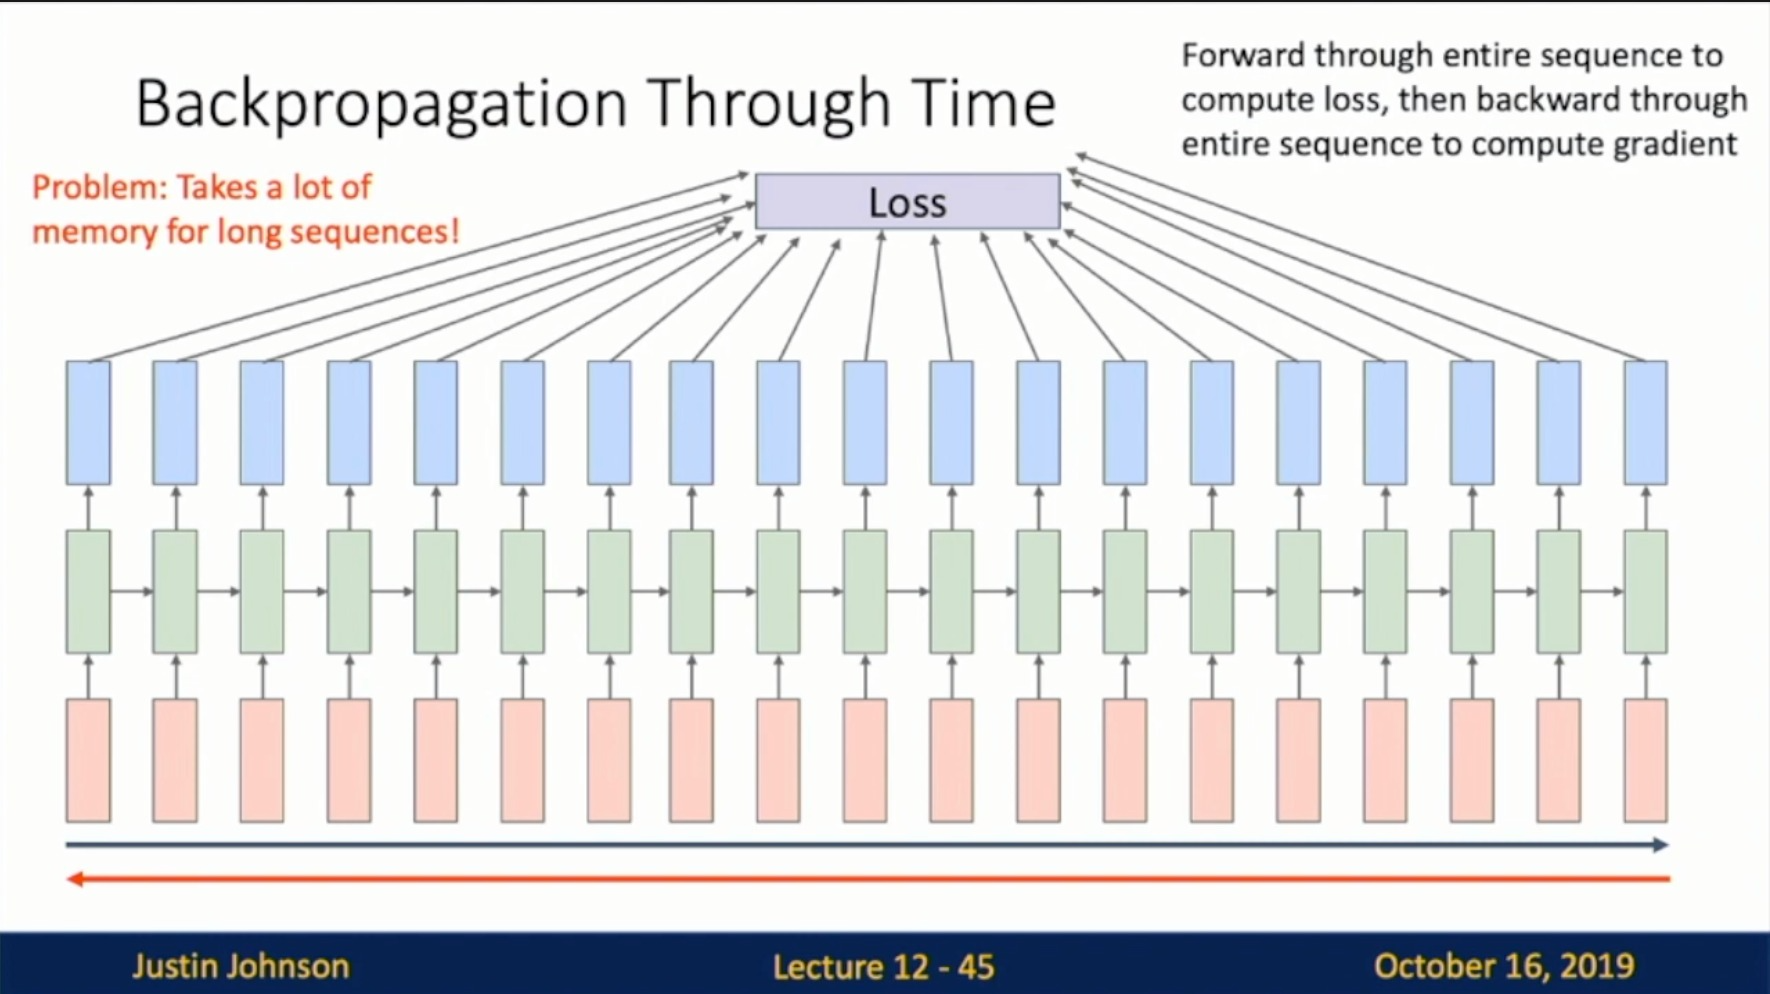 Backpropagation Through Time
Forward through entire sequence to
compute loss, then backward through
entire sequence to compute gradient
Problem: Takes a lot of
memory for long sequences!
Loss
Justin Johnson
Lecture 12 - 45
October 16, 2019